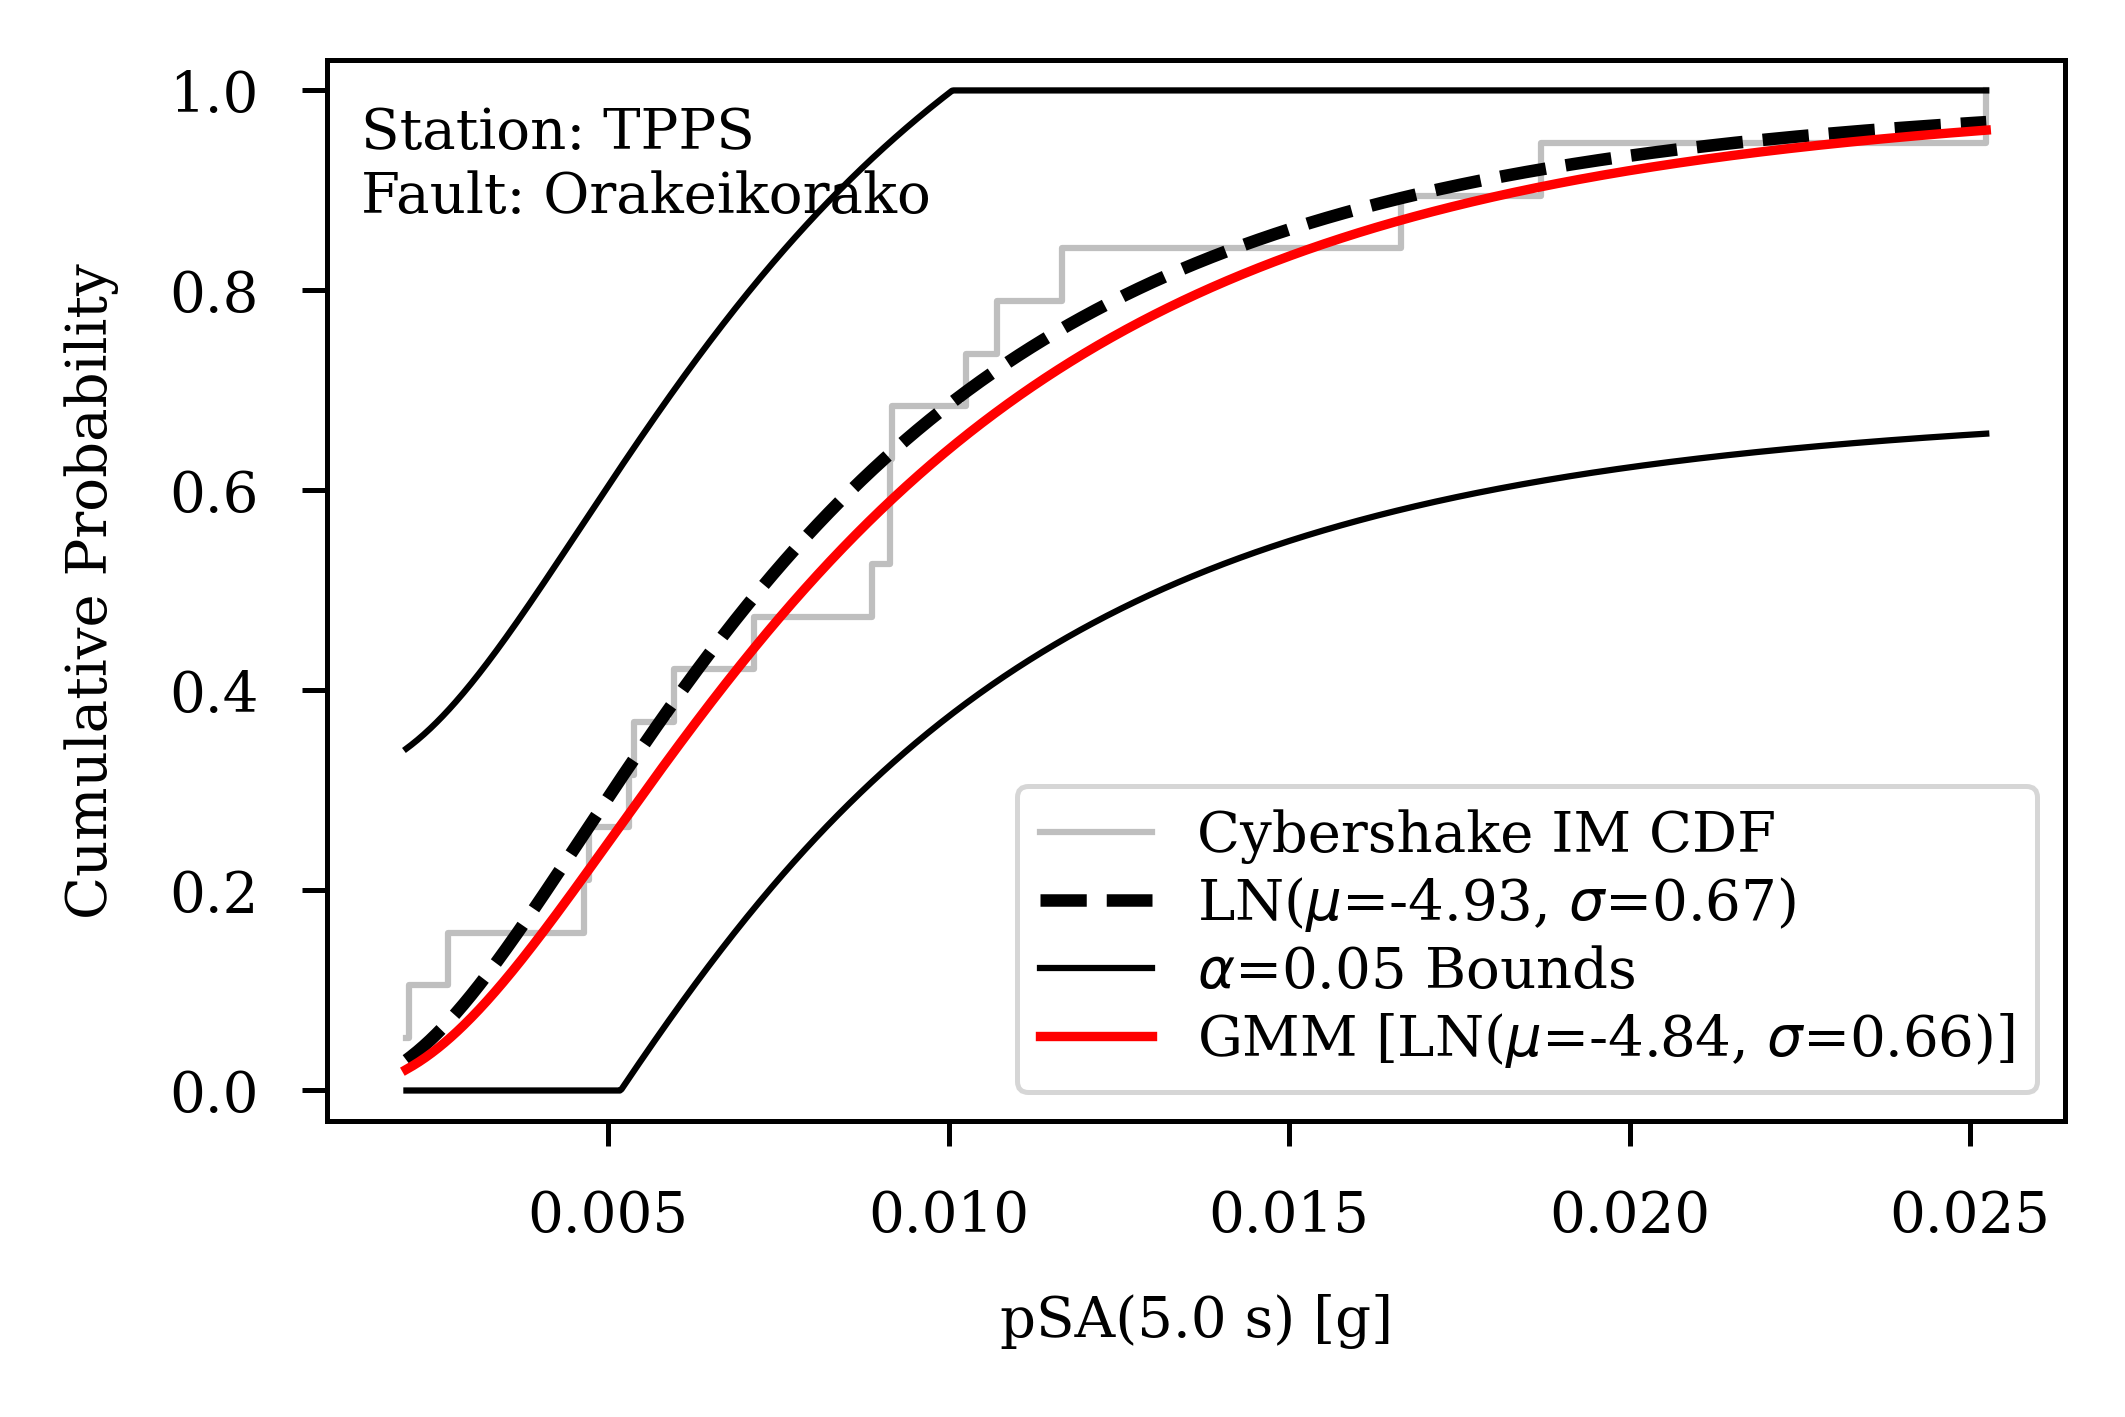 Station: TPPS
Fault: Orakeikorako
1.0
0.8
0.6
0.4
0.2
0.0
Cumulative Probability
Cybershake IM CDF
LN(μ=-4.93, σ=0.67)
α=0.05 Bounds
GMM [LN(μ=-4.84, σ=0.66)]
0.005 0.010 0.015 0.020 0.025
pSA(5.0 s) [g]